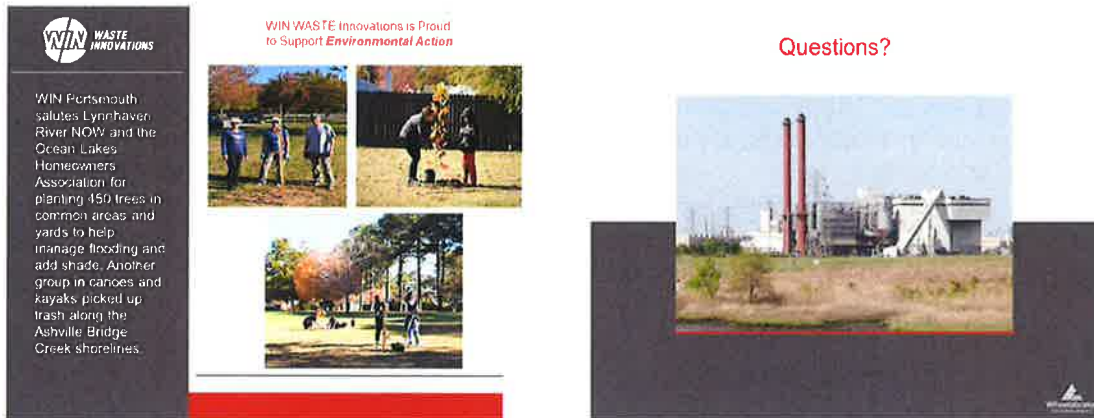 WIN WASTE
INNOVATIONS
WIN Portsmouth
salutes Lynnhaven
River NOW and the
Ocean Lakes
Homeowners
Association for
planting 450 trees in
common areas and
yards to help
manage flooding and
add shade. Another
group in canoes and
kayaks picked up
trash along the
Ashville Bridge
Creek shorelines.
WIN WASTE Innovations is Proud
to Support Environmental Action
Questions?
Wheelabrator